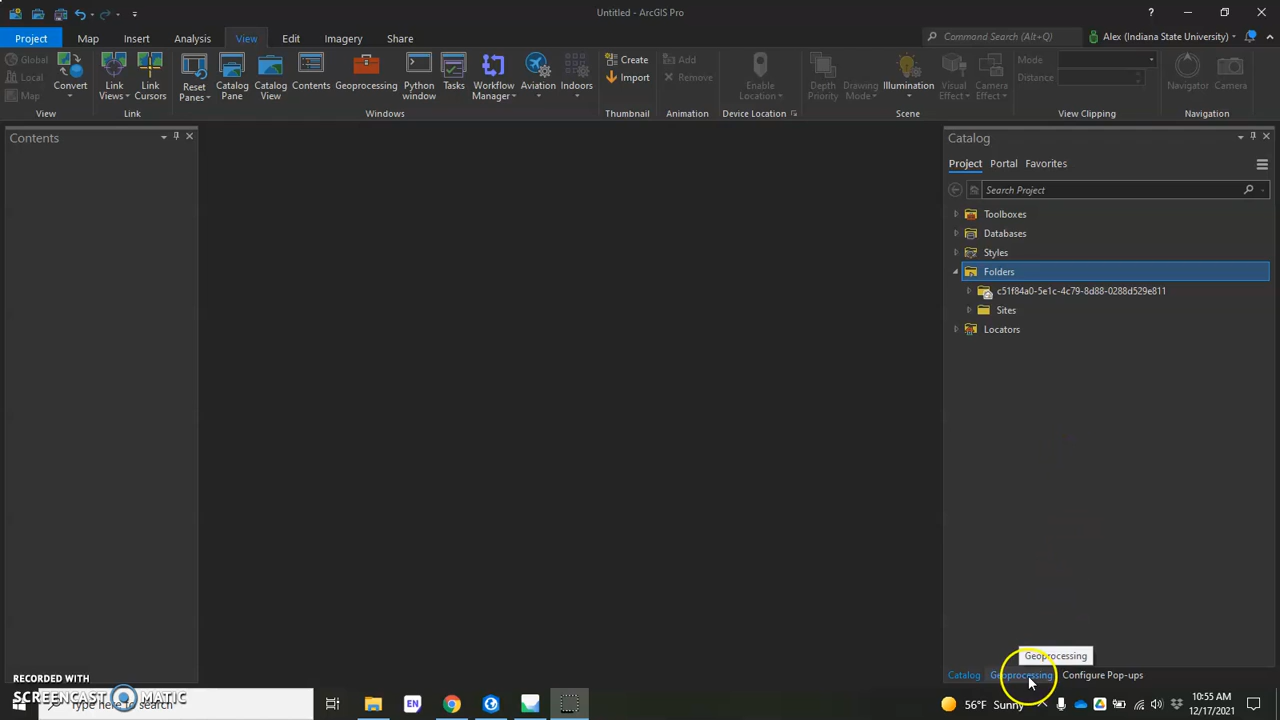 Untitled - ArcGIS Pro
?
Project Map Insert Analysis View Edit Imagery Share
Command Search (Alt+Q)
Alex (Indiana State University)
Global
Local
Map
Convert
Link Views
Link Cursors
Reset Panes
Catalog Pane
Catalog View
Contents
Geoprocessing
Python window
Tasks
Workflow Manager
Aviation
Indoors
Create
Import
Add
Remove
Enable Location
Mode
Distance
Depth Priority
Drawing Mode
Illumination
Visual Effect
Camera Effect
Navigator
Camera
View
Link
Windows
Thumbnail
Animation
Device Location
Scene
View Clipping
Navigation
Contents
Catalog
Project Portal Favorites
Search Project
Toolboxes
Databases
Styles
Folders
c51f84a0-5e1c-4c79-8d88-0288d529e811
Sites
Locators
Geoprocessing
Catalog Geoprocessing Configure Pop-ups
RECORDED WITH
SCREENCAST MATIC
Type here to search
EN
56°F Sunny
10:55 AM
12/17/2021